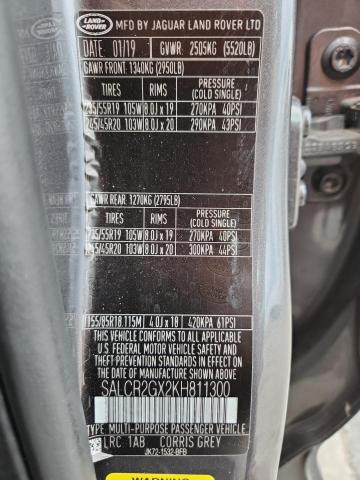 LAND ROVER
MFD BY JAGUAR LAND ROVER LTD
DATE 01/19 GVWR: 2505KG (5520LB)
GAWR FRONT: 1340KG (2950LB)
TIRES RIMS PRESSURE (COLD SINGLE)
235/55R19 105W 8.0J x 19 270KPA 40PSI
245/45R20 103W 8.0J x 20 290KPA 43PSI
GAWR REAR: 1270KG (2795LB)
TIRES RIMS PRESSURE (COLD SINGLE)
235/55R19 105W 8.0J x 19 270KPA 40PSI
245/45R20 103W 8.0J x 20 300KPA 44PSI
155/85R18.115M 4.0J x 18 420KPA 61PSI
THIS VEHICLE CONFORMS TO ALL APPLICABLE
U.S. FEDERAL MOTOR VEHICLE SAFETY STANDARDS
IN EFFECT ON THE DATE OF MANUFACTURE SHOWN ABOVE
SALCR2GX2KH811300
TYPE: MULTI-PURPOSE PASSENGER VEHICLE
LRC 1AB CORRIS GREY
JK72-1532-BFB
WARNING